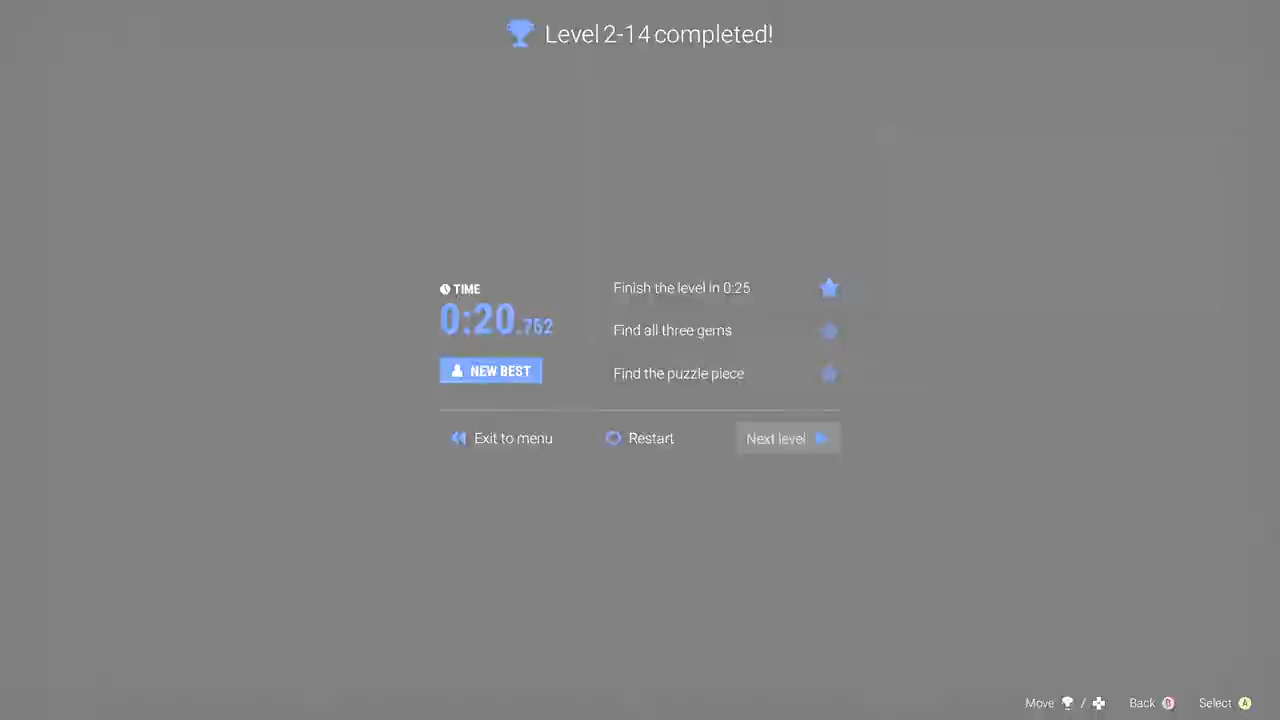 Level 2-14 completed!
TIME
0:20.762
NEW BEST
Finish the level in 0:25
Find all three gems
Find the puzzle piece
Exit to menu
Restart
Next level
Move / Back B Select A